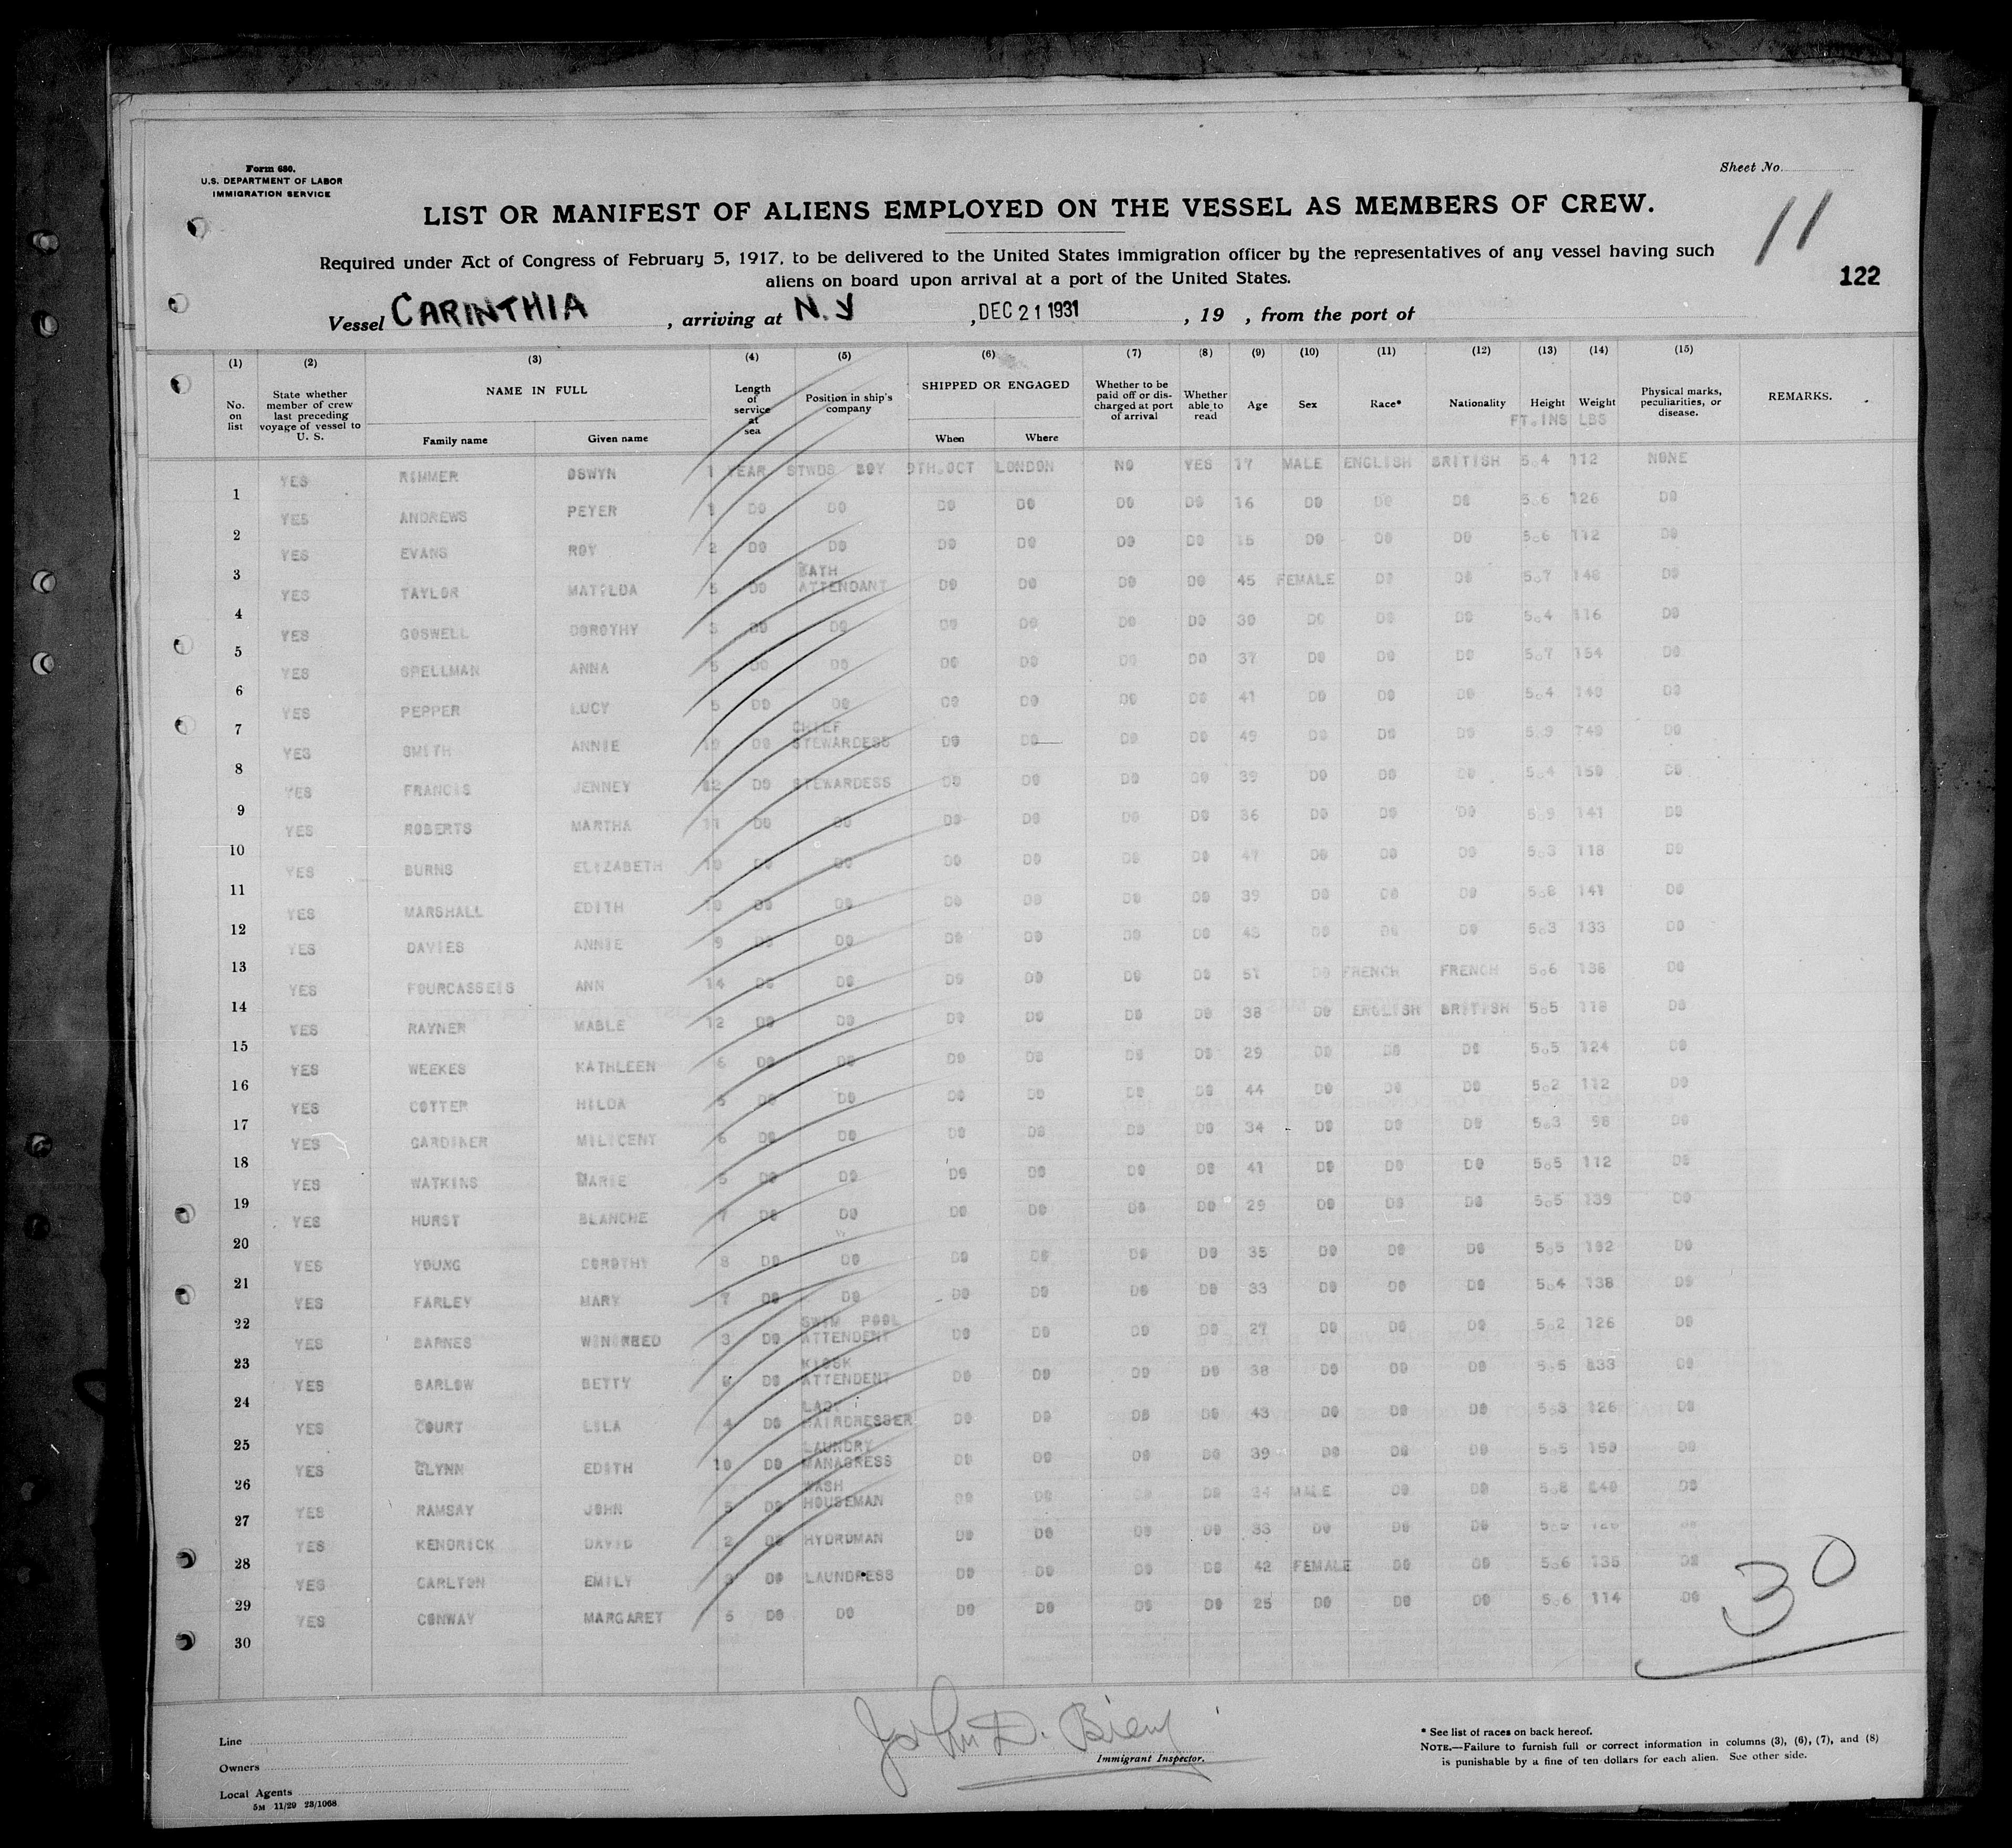 Form 680.
U.S. DEPARTMENT OF LABOR
IMMIGRATION SERVICE
Sheet No.
LIST OR MANIFEST OF ALIENS EMPLOYED ON THE VESSEL AS MEMBERS OF CREW.
11
Required under Act of Congress of February 5, 1917, to be delivered to the United States immigration officer by the representatives of any vessel having such
aliens on board upon arrival at a port of the United States.
122
Vessel CARINTHIA, arriving at N.Y, DEC 21 1931, 19 , from the port of
(1) (2) (3) (4) (5) (6) (7) (8) (9) (10) (11) (12) (13) (14) (15)
No. on list State whether member of crew last preceding voyage of vessel to U. S. NAME IN FULL Family name Given name Length of service at sea Position in ship's company SHIPPED OR ENGAGED When Where Whether to be paid off or discharged at port of arrival Whether able to read Age Sex Race* Nationality Height Weight Physical marks, peculiarities, or disease. REMARKS.
FT.INS LBS
YES RIMMER OSWYN 1 YEAR STWDS BOY 9TH.OCT LONDON NO YES 17 MALE ENGLISH BRITISH 5.4 112 NONE
1 YES ANDREWS PETER 1 DO DO DO DO DO DO 16 DO DO DO 5.6 126 DO
2 YES EVANS ROY 2 DO DO DO DO DO DO 15 DO DO DO 5.6 112 DO
3 YES TAYLOR MATILDA 5 DO BATH ATTENDANT DO DO DO DO 45 FEMALE DO DO 5.7 140 DO
4 YES GOSWELL DOROTHY 3 DO DO DO DO DO DO 30 DO DO DO 5.4 116 DO
5 YES SPELLMAN ANNA 5 DO DO DO DO DO DO 37 DO DO DO 5.7 154 DO
6 YES PEPPER LUCY 5 DO DO DO DO DO DO 41 DO DO DO 5.4 140 DO
7 YES SMITH ANNIE DO CHIEF STEWARDESS DO DO DO DO 49 DO DO DO 5.9 DO
8 YES FRANCIS JENNEY 12 DO STEWARDESS DO DO DO DO 39 DO DO DO 5.4 150 DO
9 YES ROBERTS MARTHA 11 DO DO DO DO DO DO 36 DO DO DO 5.9 141 DO
10 YES BURNS ELIZABETH 10 DO DO DO DO DO DO 47 DO DO DO 5.3 118 DO
11 YES MARSHALL EDITH 10 DO DO DO DO DO DO 39 DO DO DO 5.8 141 DO
12 YES DAVIES ANNIE 9 DO DO DO DO DO DO DO DO DO 5.3 133 DO
13 YES FOURCASSEIS ANN 14 DO DO DO DO DO DO 51 DO FRENCH FRENCH 5.6 136 DO
14 YES RAYNER MABLE 12 DO DO DO DO DO DO 38 DO ENGLISH BRITISH 5.5 118 DO
15 YES WEEKES KATHLEEN 6 DO DO DO DO DO DO 29 DO DO DO 5.5 124 DO
16 YES COTTER HILDA 5 DO DO DO DO DO DO 44 DO DO DO 5.2 112 DO
17 YES GARDINER MILICENT 6 DO DO DO DO DO DO 34 DO DO DO 5.3 98 DO
18 YES WATKINS MARIE 5 DO DO DO DO DO DO 41 DO DO DO 5.5 112 DO
19 YES HURST BLANCHE 7 DO DO DO DO DO DO 29 DO DO DO 5.5 139 DO
20 YES YOUNG DOROTHY 8 DO DO DO DO DO DO 35 DO DO DO 5.5 DO
21 YES FARLEY MARY 7 DO DO DO DO DO DO 33 DO DO DO 5.4 138 DO
22 YES BARNES 3 DO SWIM POOL ATTENDENT DO DO DO DO 27 DO DO DO 5.2 126 DO
23 YES BARLOW BETTY 6 DO KIOSK ATTENDENT DO DO DO DO 38 DO DO DO 5.5 133 DO
24 YES COURT LILA 4 DO LADY HAIRDRESSER DO DO DO DO 43 DO DO DO 5.3 126 DO
25 YES GLYNN EDITH 10 DO LAUNDRY MANAGRESS DO DO DO DO 39 DO DO DO 5.5 150 DO
26 YES RAMSAY JOHN 5 DO WASH HOUSEMAN DO DO DO DO MALE DO DO 5.8 140 DO
27 YES KENDRICK DAVID 2 DO HYDROMAN DO DO DO DO 33 DO DO DO DO
28 YES CARLTON EMILY DO LAUNDRESS DO DO DO DO 42 FEMALE DO DO 5.6 135 DO
29 YES CONWAY MARGARET 5 DO DO DO DO DO DO 25 DO DO DO 5.6 114 DO
30
30
John D.
Immigrant Inspector.
Line
Owners
Local Agents
5M 11/29 23/1068
* See list of races on back hereof.
NOTE.—Failure to furnish full or correct information in columns (3), (6), (7), and (8)
is punishable by a fine of ten dollars for each alien. See other side.